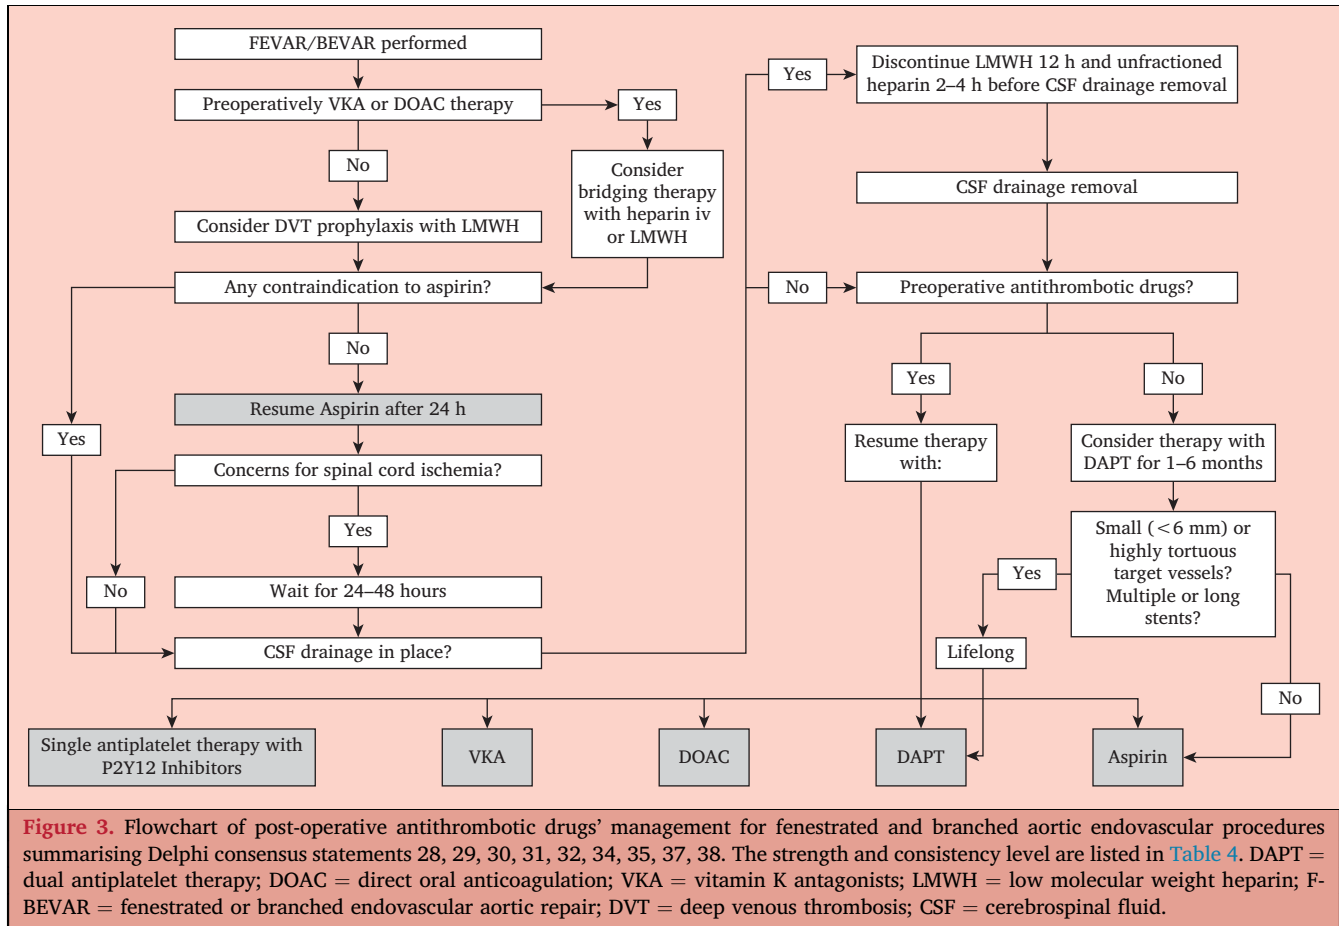 FEVAR/BEVAR performed
Preoperatively VKA or DOAC therapy
Yes
No
Consider
bridging therapy
with heparin iv
or LMWH
Consider DVT prophylaxis with LMWH
Any contraindication to aspirin?
No
Resume Aspirin after 24 h
Yes
Concerns for spinal cord ischemia?
Yes
No
Wait for 24–48 hours
CSF drainage in place?
Yes
Discontinue LMWH 12 h and unfractioned
heparin 2–4 h before CSF drainage removal
CSF drainage removal
No
Preoperative antithrombotic drugs?
Yes
No
Resume therapy
with:
Consider therapy with
DAPT for 1–6 months
Small (<6 mm) or
highly tortuous
target vessels?
Multiple or long
stents?
Yes
Lifelong
No
Single antiplatelet therapy with
P2Y12 Inhibitors
VKA
DOAC
DAPT
Aspirin
Figure 3. Flowchart of post-operative antithrombotic drugs' management for fenestrated and branched aortic endovascular procedures
summarising Delphi consensus statements 28, 29, 30, 31, 32, 34, 35, 37, 38. The strength and consistency level are listed in Table 4. DAPT =
dual antiplatelet therapy; DOAC = direct oral anticoagulation; VKA = vitamin K antagonists; LMWH = low molecular weight heparin; F-
BEVAR = fenestrated or branched endovascular aortic repair; DVT = deep venous thrombosis; CSF = cerebrospinal fluid.